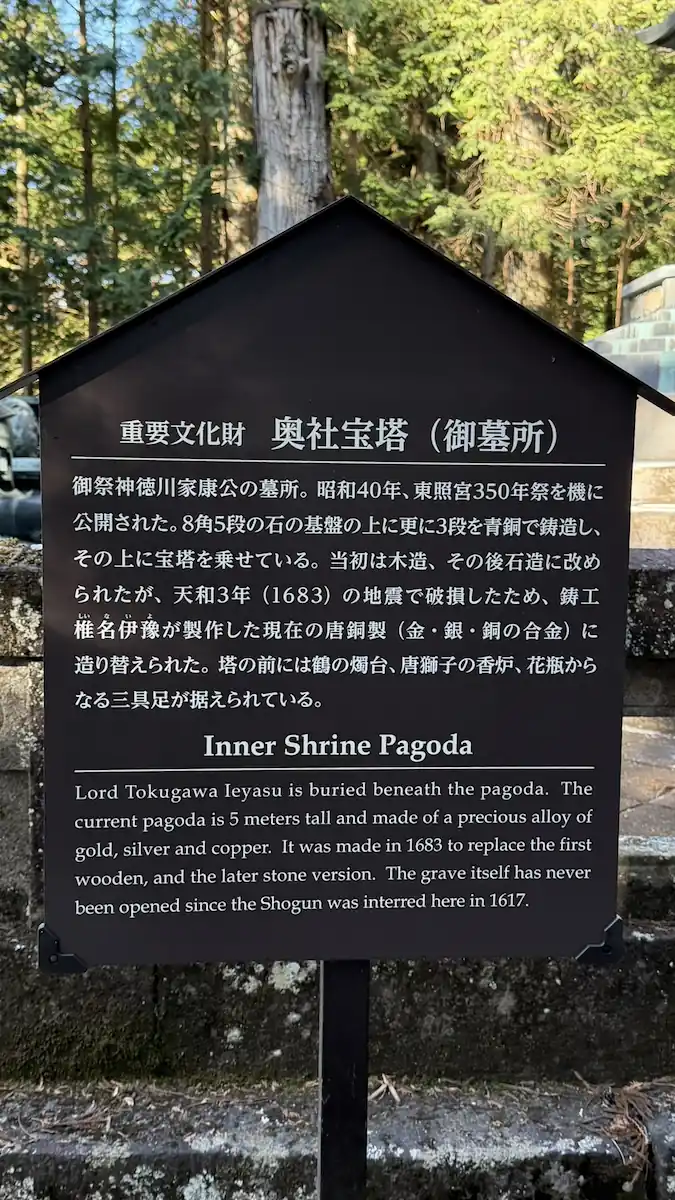 重要文化財 奥社宝塔（御墓所）
御祭神徳川家康公の墓所。昭和40年、東照宮350年祭を機に
公開された。8角5段の石の基盤の上に更に3段を青銅で鋳造し、
その上に宝塔を乗せている。当初は木造、その後石造に改め
られたが、天和3年（1683）の地震で破損したため、鋳工
しいないよ
椎名伊豫が製作した現在の唐銅製（金・銀・銅の合金）に
造り替えられた。塔の前には鶴の燭台、唐獅子の香炉、花瓶から
なる三具足が据えられている。
Inner Shrine Pagoda
Lord Tokugawa Ieyasu is buried beneath the pagoda. The
current pagoda is 5 meters tall and made of a precious alloy of
gold, silver and copper. It was made in 1683 to replace the first
wooden, and the later stone version. The grave itself has never
been opened since the Shogun was interred here in 1617.